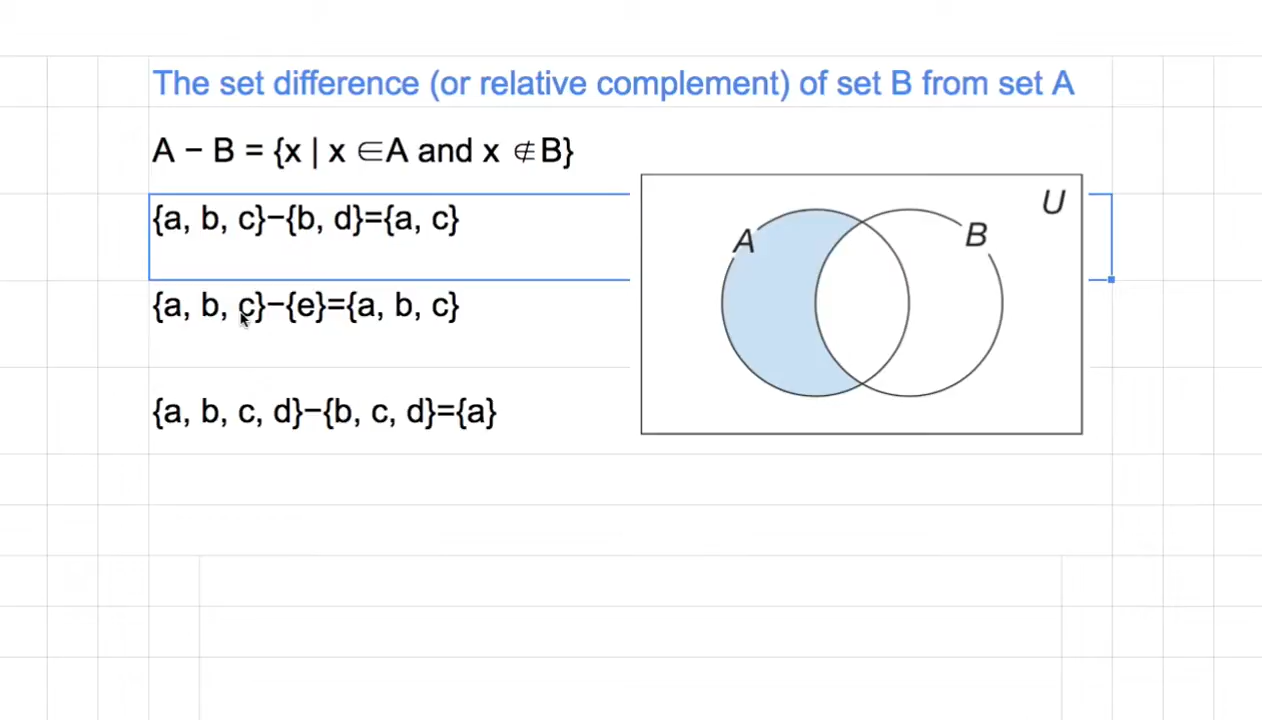 The set difference (or relative complement) of set B from set A
A − B = {x | x ∈A and x ∉B}
{a, b, c}−{b, d}={a, c}
{a, b, c}−{e}={a, b, c}
{a, b, c, d}−{b, c, d}={a}
U
A
B